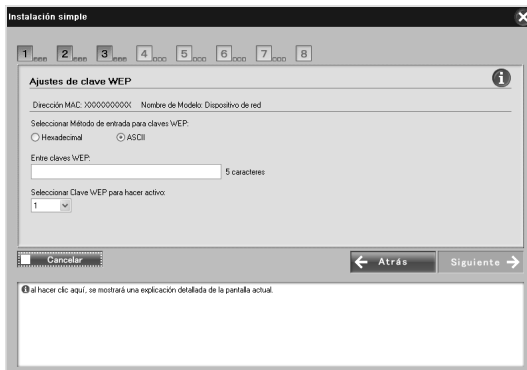 Instalación simple
1 2 3 4 5 6 7 8
Ajustes de clave WEP
Dirección MAC: XXXXXXXXXX Nombre de Modelo: Dispositivo de red
Seleccionar Método de entrada para claves WEP:
Hexadecimal ASCII
Entre claves WEP:
5 caracteres
Seleccionar Clave WEP para hacer activo:
1
Cancelar Atrás Siguiente
al hacer clic aquí, se mostrará una explicación detallada de la pantalla actual.